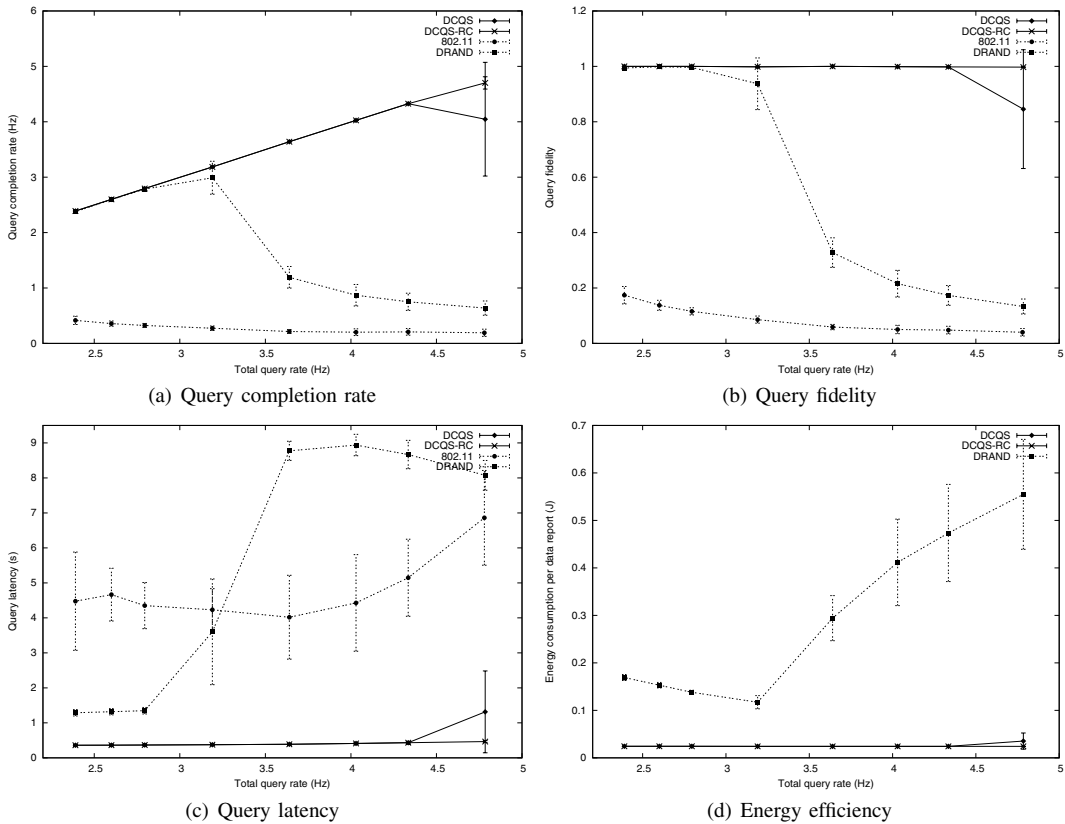 6
5
4
3
2
1
0
2.5 3 3.5 4 4.5 5
Query completion rate (Hz)
Total query rate (Hz)
DCQS
DCQS-RC
802.11
DRAND
(a) Query completion rate
1.2
1
0.8
0.6
0.4
0.2
0
2.5 3 3.5 4 4.5 5
Query fidelity
Total query rate (Hz)
DCQS
DCQS-RC
802.11
DRAND
(b) Query fidelity
9
8
7
6
5
4
3
2
1
0
2.5 3 3.5 4 4.5 5
Query latency (s)
Total query rate (Hz)
DCQS
DCQS-RC
802.11
DRAND
(c) Query latency
0.7
0.6
0.5
0.4
0.3
0.2
0.1
0
2.5 3 3.5 4 4.5 5
Energy consumption per data report (J)
Total query rate (Hz)
DCQS
DCQS-RC
DRAND
(d) Energy efficiency